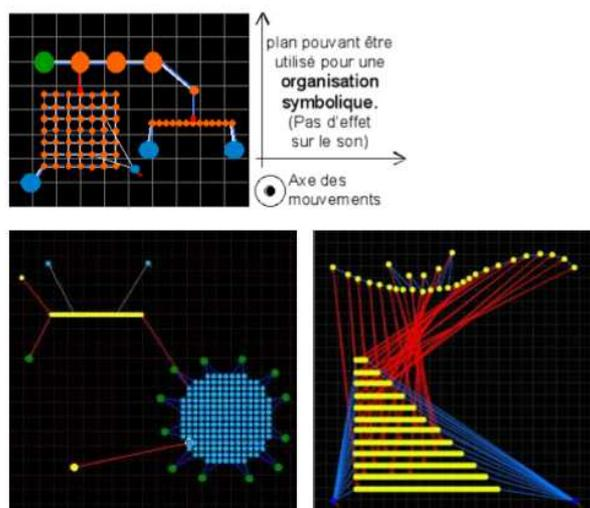 plan pouvant être
utilisé pour une
organisation
symbolique.
(Pas d'effet
sur le son)
Axe des
mouvements